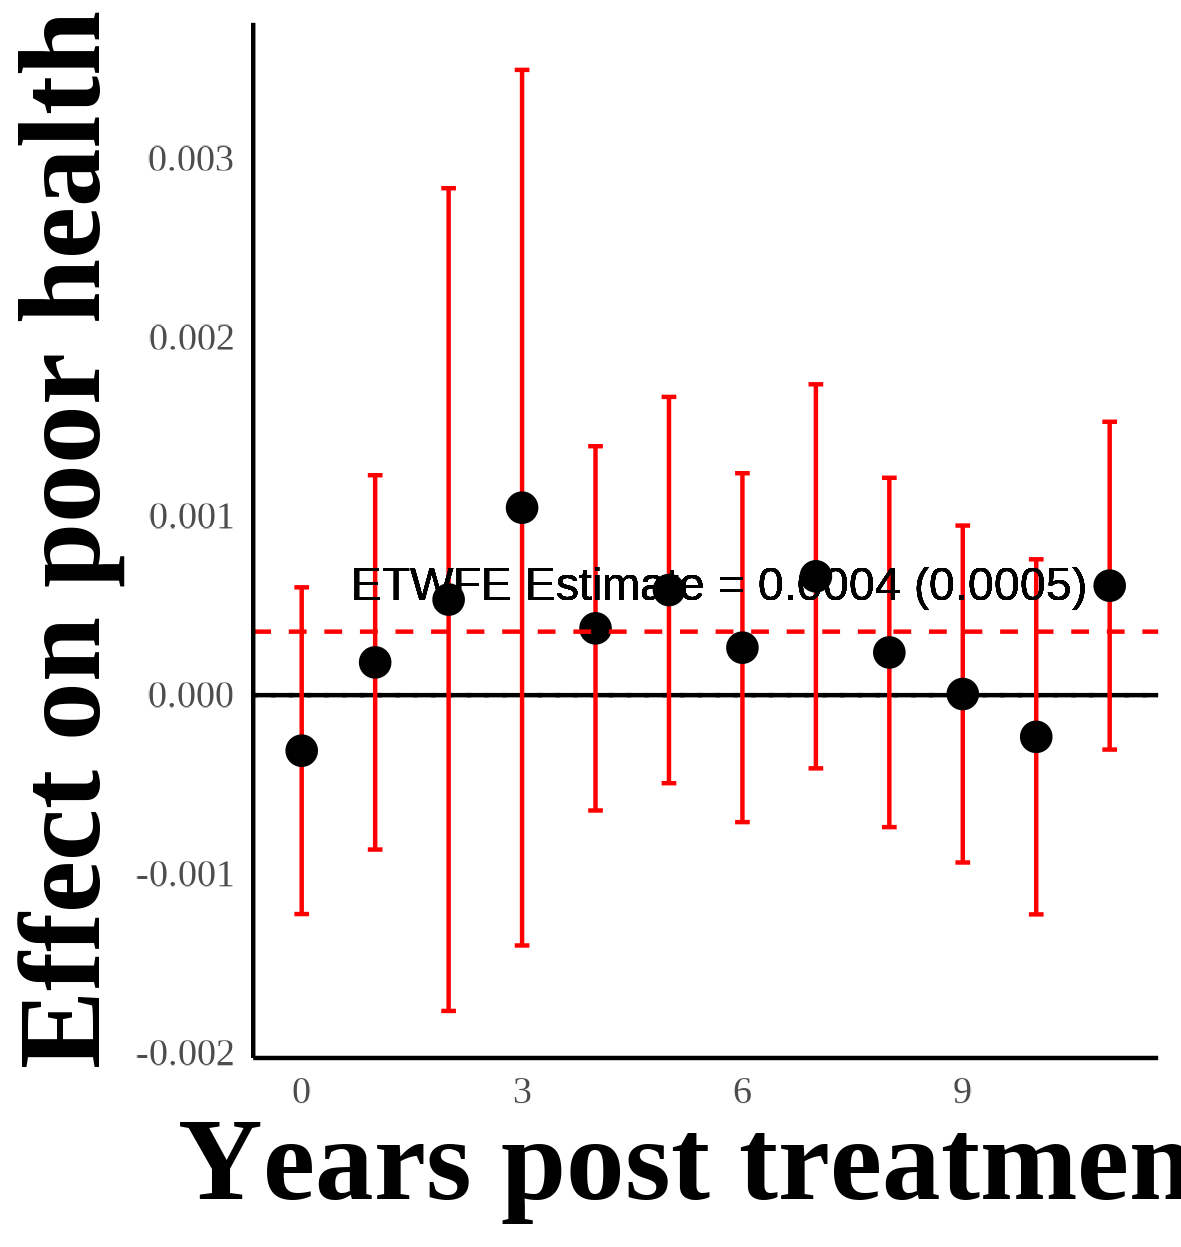 Effect on poor health
0.003
0.002
0.001
ETWFE Estimate = 0.0004 (0.0005)
0.000
-0.001
-0.002
0 3 6 9
Years post treatmen